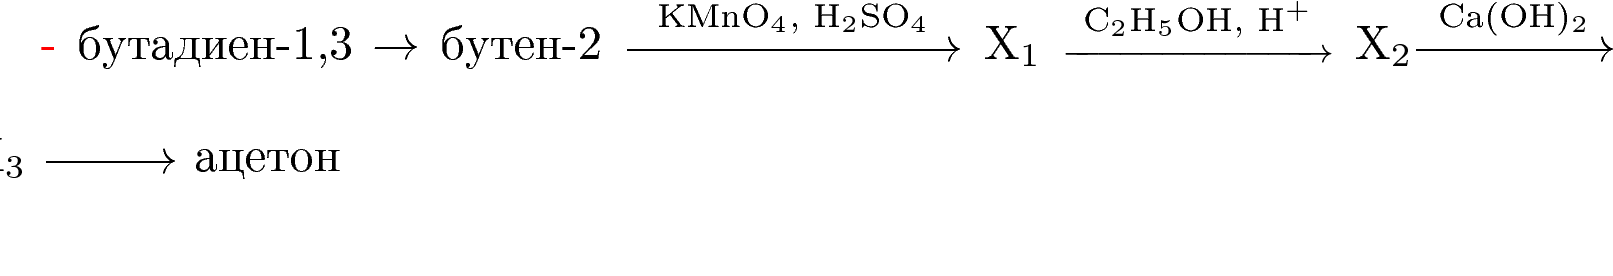 - бутадиен-1,3 → бутен-2 →(KMnO₄, H₂SO₄) X₁ →(C₂H₅OH, H⁺) X₂ →(Ca(OH)₂)
₃ → ацетон